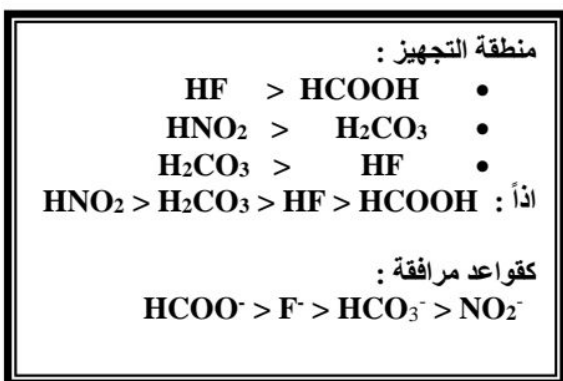 منطقة التجهيز :
• HF > HCOOH
• HNO₂ > H₂CO₃
• H₂CO₃ > HF
اذاً : HNO₂ > H₂CO₃ > HF > HCOOH
كقواعد مرافقة :
HCOO⁻ > F⁻ > HCO₃⁻ > NO₂⁻